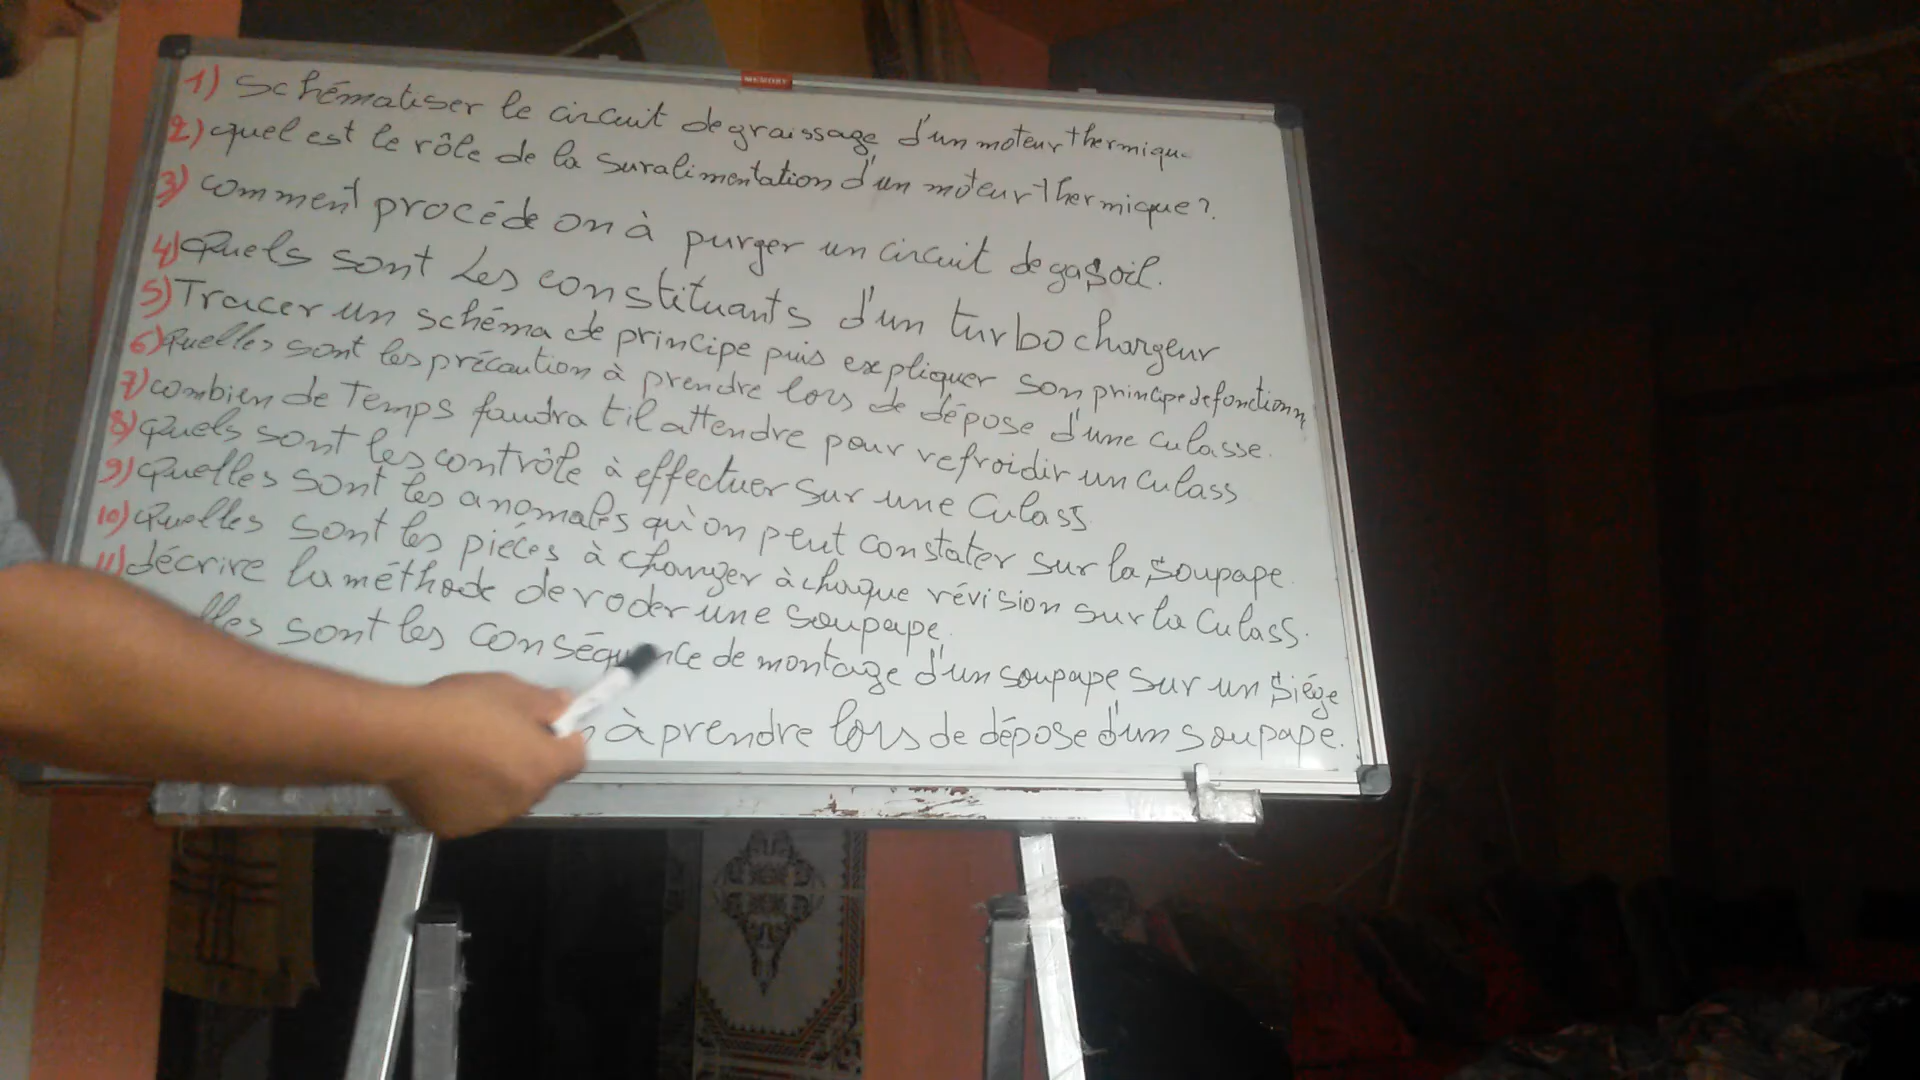 MEMORY
1) Schématiser le circuit de graissage d'un moteur thermique
2) quel est le rôle de la suralimentation d'un moteur thermique?
3) comment procéde on à purger un circuit de gasoil.
4) Quels sont Les constituants d'un turbo chargeur
5) Tracer un schéma de principe puis expliquer son principe de fonctionn
6) Quelles sont les précaution à prendre lors de dépose d'une culasse.
7) combien de Temps faudra til attendre pour refroidir un culass
8) quels sont les contrôle à effectuer sur une Culass
9) Quelles sont les anomales qu'on peut constater sur la soupape
10) Quelles sont les piéces à changer à chaque révision sur la Culass.
11) décrire la méthode de roder une soupape.
lles sont les conséquence de montage d'un soupape sur un siége
à prendre lors de dépose d'un soupape.